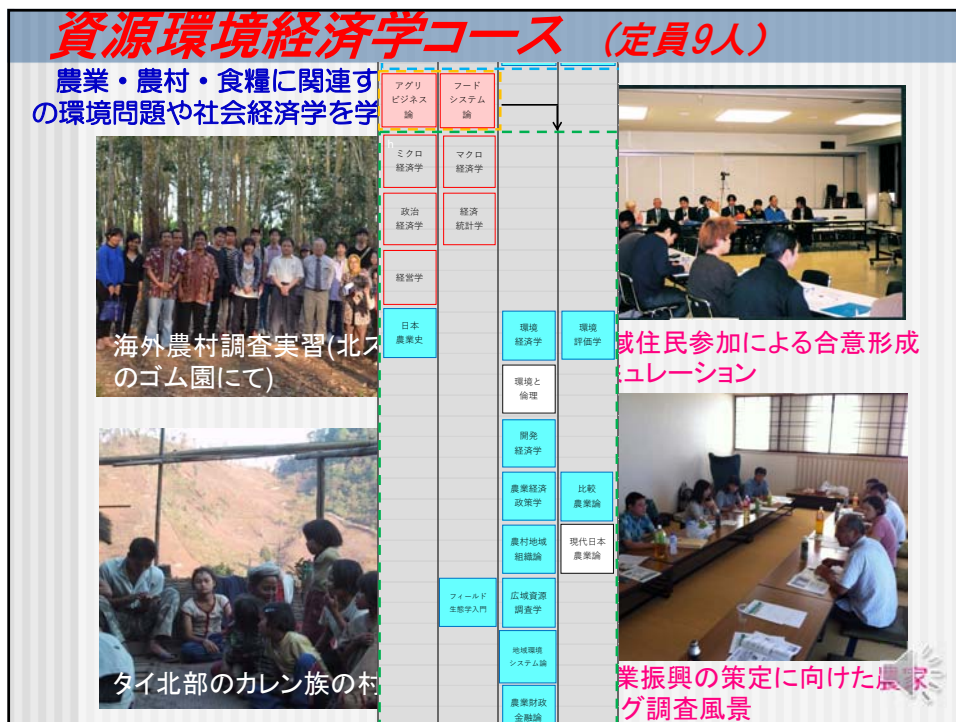 資源環境経済学コース （定員9人）
農業・農村・食糧に関連す
の環境問題や社会経済学を学
アグリ
ビジネス
論
フード
システム
論
ミクロ
経済学
マクロ
経済学
政治
経済学
経済
統計学
経営学
日本
農業史
環境
経済学
環境
評価学
環境と
倫理
開発
経済学
農業経済
政策学
比較
農業論
農村地域
組織論
現代日本
農業論
フィールド
生態学入門
広域資源
調査学
地域環境
システム論
農業財政
金融論
海外農村調査実習(北ス
のゴム園にて)
域住民参加による合意形成
ミュレーション
タイ北部のカレン族の村
業振興の策定に向けた農家
グ調査風景